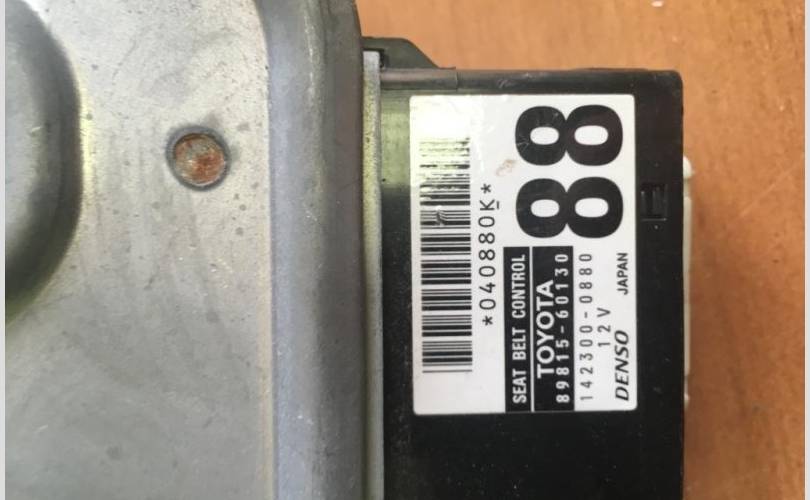 88
*040880K*
SEAT BELT CONTROL
TOYOTA
89815-60130
142300-0880
12V
DENSO JAPAN